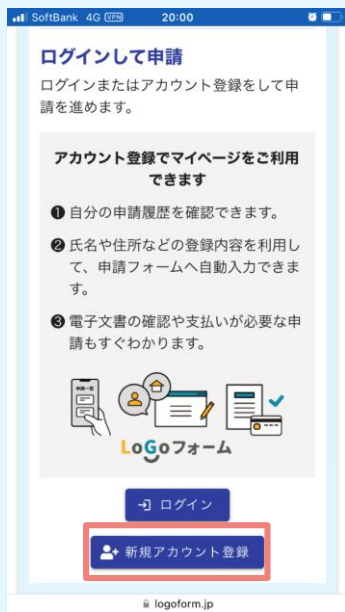 SoftBank 4G VPN 20:00
ログインして申請
ログインまたはアカウント登録をして申
請を進めます。
アカウント登録でマイページをご利用
できます
❶ 自分の申請履歴を確認できます。
❷ 氏名や住所などの登録内容を利用し
て、申請フォームへ自動入力できま
す。
❸ 電子文書の確認や支払いが必要な申
請もすぐわかります。
申請一覧
LoGoフォーム
ログイン
新規アカウント登録
logoform.jp